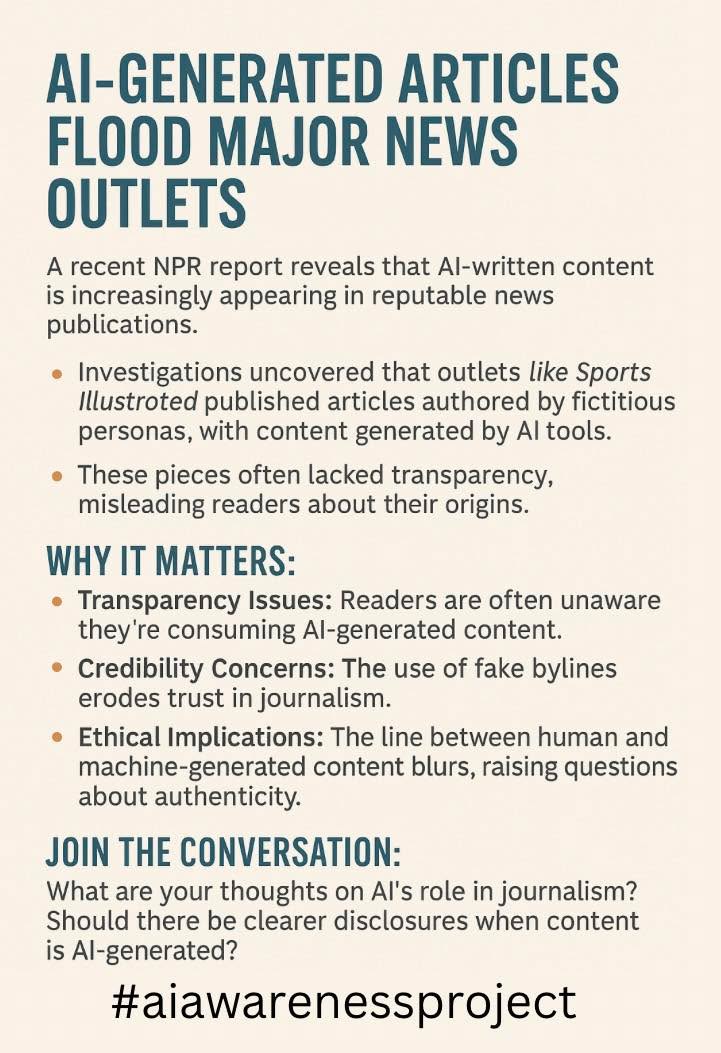 AI-GENERATED ARTICLES
FLOOD MAJOR NEWS
OUTLETS
A recent NPR report reveals that AI-written content
is increasingly appearing in reputable news
publications.
• Investigations uncovered that outlets like Sports
Illustroted published articles authored by fictitious
personas, with content generated by AI tools.
• These pieces often lacked transparency,
misleading readers about their origins.
WHY IT MATTERS:
• Transparency Issues: Readers are often unaware
they're consuming AI-generated content.
• Credibility Concerns: The use of fake bylines
erodes trust in journalism.
• Ethical Implications: The line between human and
machine-generated content blurs, raising questions
about authenticity.
JOIN THE CONVERSATION:
What are your thoughts on AI's role in journalism?
Should there be clearer disclosures when content
is AI-generated?
#aiawarenessproject